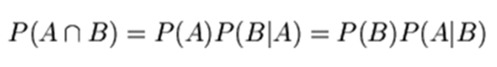 P(A ∩ B) = P(A)P(B|A) = P(B)P(A|B)